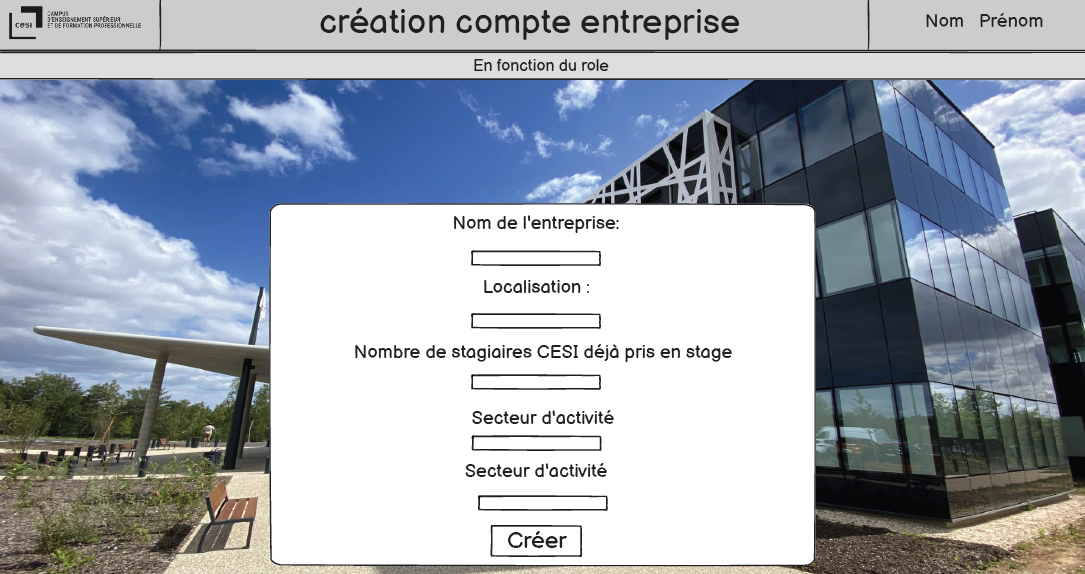 cesi
CAMPUS
D'ENSEIGNEMENT SUPÉRIEUR
ET DE FORMATION PROFESSIONNELLE
création compte entreprise
Nom Prénom
En fonction du role
Nom de l'entreprise:
Localisation :
Nombre de stagiaires CESI déjà pris en stage
Secteur d'activité
Secteur d'activité
Créer